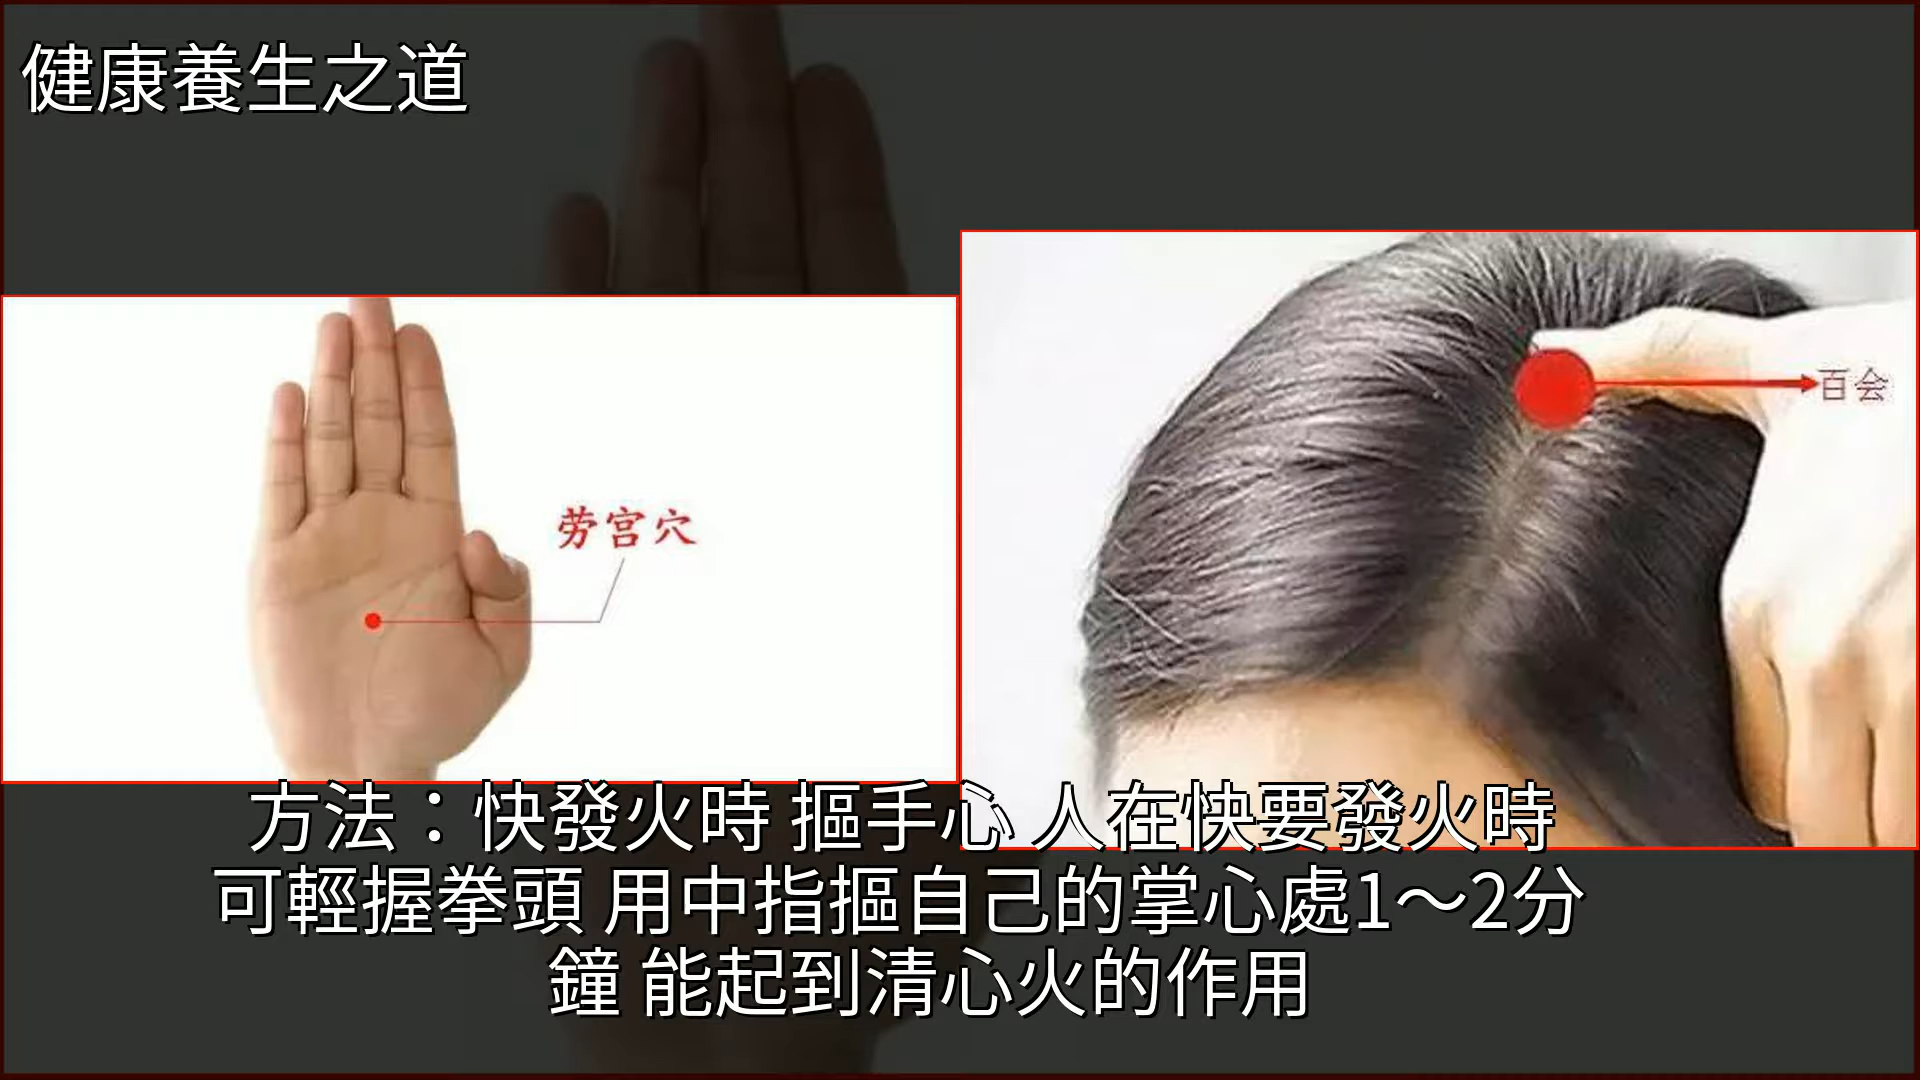 健康養生之道
劳宫穴
百会
方法：快發火時 摳手心 人在快要發火時
可輕握拳頭 用中指摳自己的掌心處1～2分
鐘 能起到清心火的作用